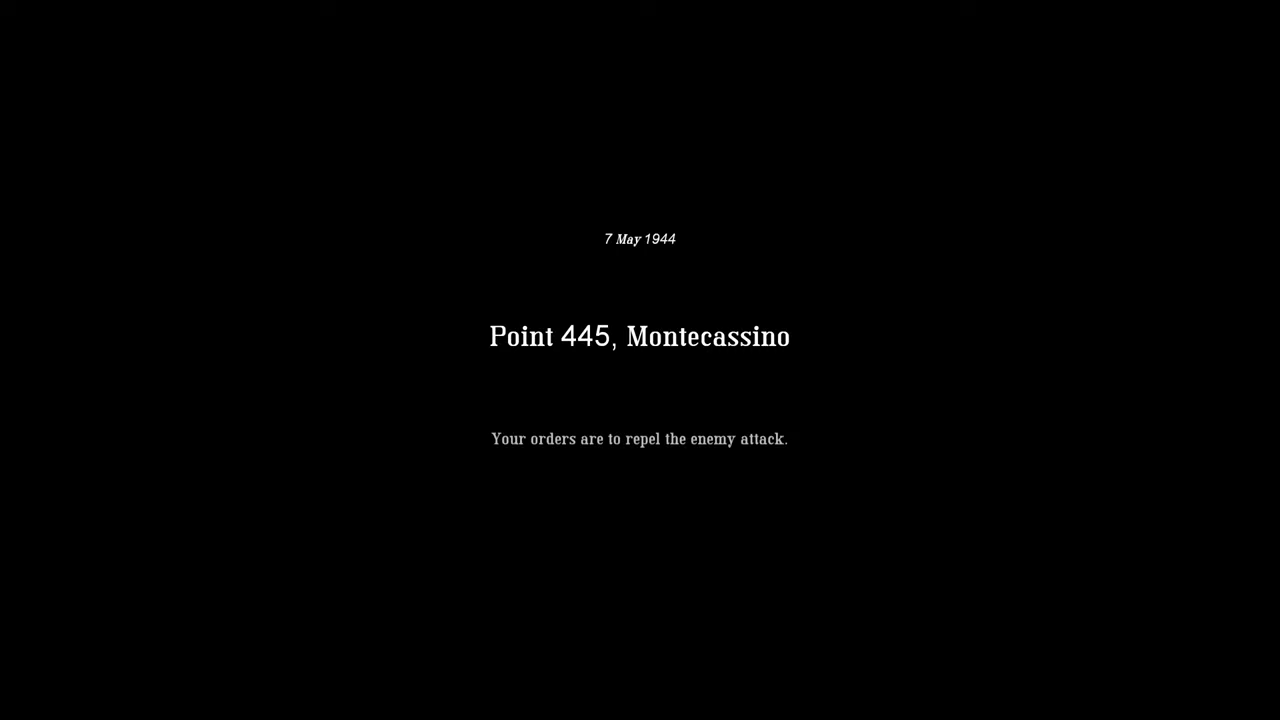 7 May 1944
Point 445, Montecassino
Your orders are to repel the enemy attack.